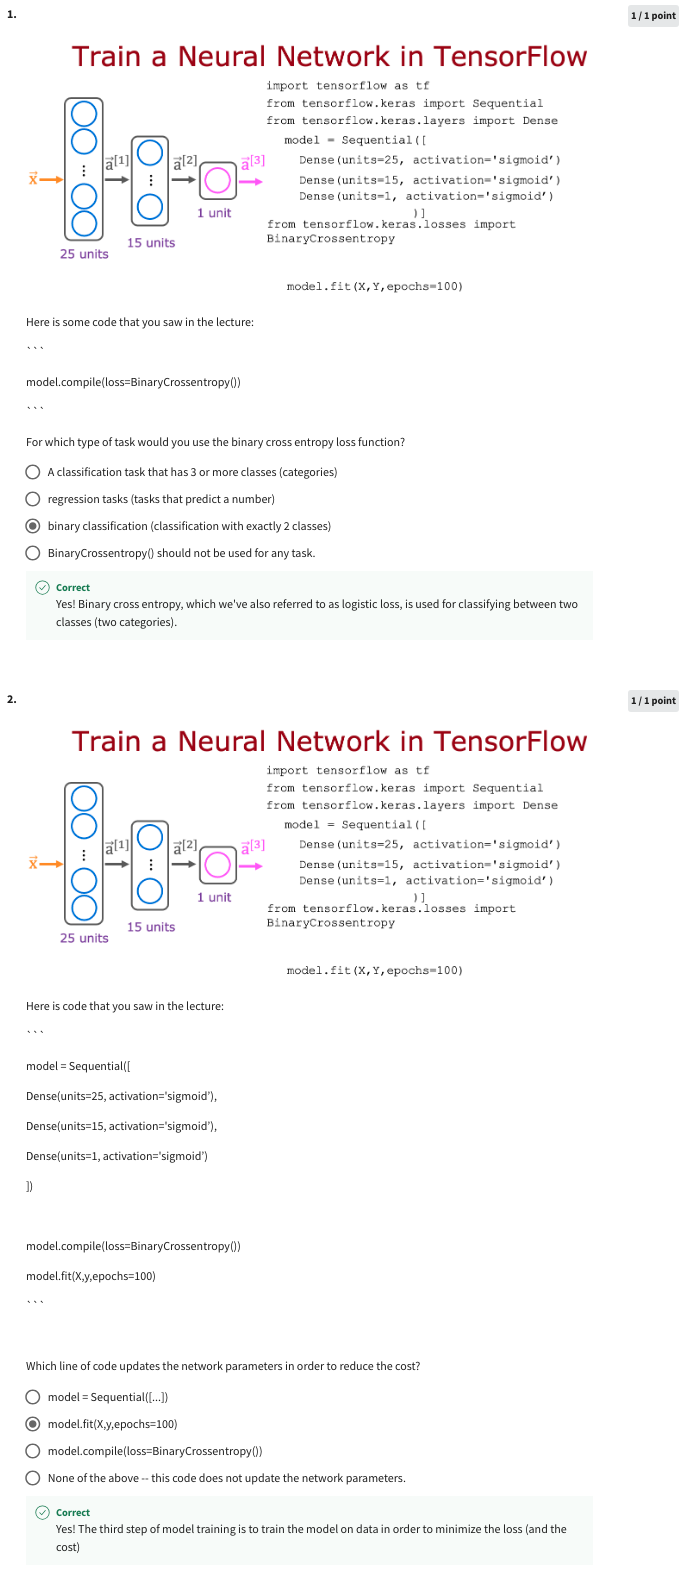 1.
1 / 1 point
Train a Neural Network in TensorFlow
import tensorflow as tf
from tensorflow.keras import Sequential
from tensorflow.keras.layers import Dense
model = Sequential([
Dense(units=25, activation='sigmoid’)
Dense(units=15, activation='sigmoid’)
Dense(units=1, activation='sigmoid’)
)]
from tensorflow.keras.losses import
BinaryCrossentropy
model.fit(X,Y,epochs=100)
x⃗
a⃗[1]
a⃗[2]
a⃗[3]
1 unit
15 units
25 units
Here is some code that you saw in the lecture:
```
model.compile(loss=BinaryCrossentropy())
```
For which type of task would you use the binary cross entropy loss function?
A classification task that has 3 or more classes (categories)
regression tasks (tasks that predict a number)
binary classification (classification with exactly 2 classes)
BinaryCrossentropy() should not be used for any task.
Correct
Yes! Binary cross entropy, which we've also referred to as logistic loss, is used for classifying between two
classes (two categories).
2.
1 / 1 point
Train a Neural Network in TensorFlow
import tensorflow as tf
from tensorflow.keras import Sequential
from tensorflow.keras.layers import Dense
model = Sequential([
Dense(units=25, activation='sigmoid’)
Dense(units=15, activation='sigmoid’)
Dense(units=1, activation='sigmoid’)
)]
from tensorflow.keras.losses import
BinaryCrossentropy
model.fit(X,Y,epochs=100)
x⃗
a⃗[1]
a⃗[2]
a⃗[3]
1 unit
15 units
25 units
Here is code that you saw in the lecture:
```
model = Sequential([
Dense(units=25, activation='sigmoid’),
Dense(units=15, activation='sigmoid’),
Dense(units=1, activation='sigmoid’)
])
model.compile(loss=BinaryCrossentropy())
model.fit(X,y,epochs=100)
```
Which line of code updates the network parameters in order to reduce the cost?
model = Sequential([...])
model.fit(X,y,epochs=100)
model.compile(loss=BinaryCrossentropy())
None of the above -- this code does not update the network parameters.
Correct
Yes! The third step of model training is to train the model on data in order to minimize the loss (and the
cost)